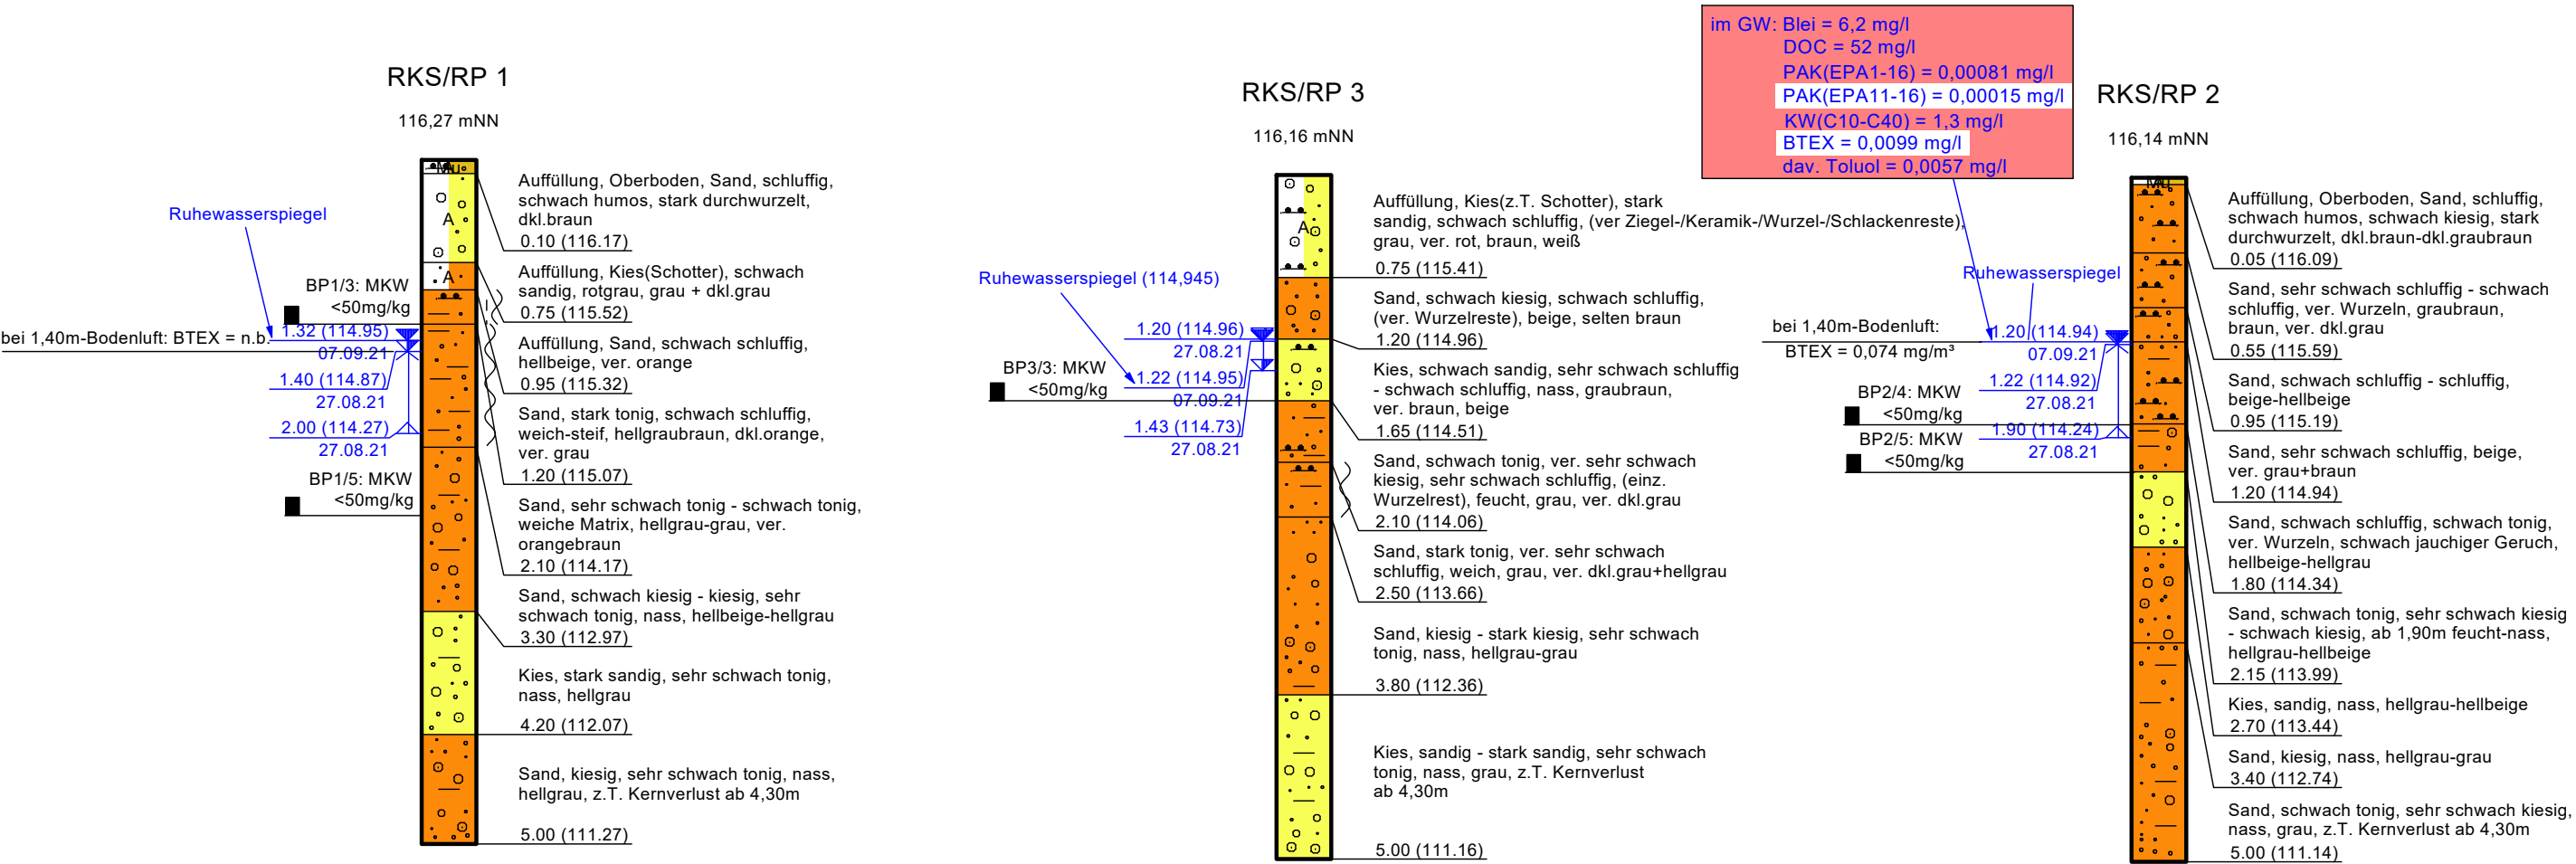 RKS/RP 1
116,27 mNN
Mu
A
A
Auffüllung, Oberboden, Sand, schluffig,
schwach humos, stark durchwurzelt,
dkl.braun
0.10 (116.17)
Auffüllung, Kies(Schotter), schwach
sandig, rotgrau, grau + dkl.grau
0.75 (115.52)
Auffüllung, Sand, schwach schluffig,
hellbeige, ver. orange
0.95 (115.32)
Sand, stark tonig, schwach schluffig,
weich-steif, hellgraubraun, dkl.orange,
ver. grau
1.20 (115.07)
Sand, sehr schwach tonig - schwach tonig,
weiche Matrix, hellgrau-grau, ver.
orangebraun
2.10 (114.17)
Sand, schwach kiesig - kiesig, sehr
schwach tonig, nass, hellbeige-hellgrau
3.30 (112.97)
Kies, stark sandig, sehr schwach tonig,
nass, hellgrau
4.20 (112.07)
Sand, kiesig, sehr schwach tonig, nass,
hellgrau, z.T. Kernverlust ab 4,30m
5.00 (111.27)
Ruhewasserspiegel
BP1/3: MKW
<50mg/kg
1.32 (114.95)
bei 1,40m-Bodenluft: BTEX = n.b.
07.09.21
1.40 (114.87)
27.08.21
2.00 (114.27)
27.08.21
BP1/5: MKW
<50mg/kg
RKS/RP 3
116,16 mNN
A
Auffüllung, Kies(z.T. Schotter), stark
sandig, schwach schluffig, (ver Ziegel-/Keramik-/Wurzel-/Schlackenreste),
grau, ver. rot, braun, weiß
0.75 (115.41)
Sand, schwach kiesig, schwach schluffig,
(ver. Wurzelreste), beige, selten braun
1.20 (114.96)
Kies, schwach sandig, sehr schwach schluffig
- schwach schluffig, nass, graubraun,
ver. braun, beige
1.65 (114.51)
Sand, schwach tonig, ver. sehr schwach
kiesig, sehr schwach schluffig, (einz.
Wurzelrest), feucht, grau, ver. dkl.grau
2.10 (114.06)
Sand, stark tonig, ver. sehr schwach
schluffig, weich, grau, ver. dkl.grau+hellgrau
2.50 (113.66)
Sand, kiesig - stark kiesig, sehr schwach
tonig, nass, hellgrau-grau
3.80 (112.36)
Kies, sandig - stark sandig, sehr schwach
tonig, nass, grau, z.T. Kernverlust
ab 4,30m
5.00 (111.16)
Ruhewasserspiegel (114,945)
1.20 (114.96)
27.08.21
BP3/3: MKW
<50mg/kg
1.22 (114.95)
07.09.21
1.43 (114.73)
27.08.21
im GW: Blei = 6,2 mg/l
DOC = 52 mg/l
PAK(EPA1-16) = 0,00081 mg/l
PAK(EPA11-16) = 0,00015 mg/l
KW(C10-C40) = 1,3 mg/l
BTEX = 0,0099 mg/l
dav. Toluol = 0,0057 mg/l
RKS/RP 2
116,14 mNN
Mu
Auffüllung, Oberboden, Sand, schluffig,
schwach humos, schwach kiesig, stark
durchwurzelt, dkl.braun-dkl.graubraun
0.05 (116.09)
Sand, sehr schwach schluffig - schwach
schluffig, ver. Wurzeln, graubraun,
braun, ver. dkl.grau
0.55 (115.59)
Sand, schwach schluffig - schluffig,
beige-hellbeige
0.95 (115.19)
Sand, sehr schwach schluffig, beige,
ver. grau+braun
1.20 (114.94)
Sand, schwach schluffig, schwach tonig,
ver. Wurzeln, schwach jauchiger Geruch,
hellbeige-hellgrau
1.80 (114.34)
Sand, schwach tonig, sehr schwach kiesig
- schwach kiesig, ab 1,90m feucht-nass,
hellgrau-hellbeige
2.15 (113.99)
Kies, sandig, nass, hellgrau-hellbeige
2.70 (113.44)
Sand, kiesig, nass, hellgrau-grau
3.40 (112.74)
Sand, schwach tonig, sehr schwach kiesig,
nass, grau, z.T. Kernverlust ab 4,30m
5.00 (111.14)
Ruhewasserspiegel
bei 1,40m-Bodenluft:
BTEX = 0,074 mg/m³
1.20 (114.94)
07.09.21
1.22 (114.92)
27.08.21
BP2/4: MKW
<50mg/kg
1.90 (114.24)
27.08.21
BP2/5: MKW
<50mg/kg